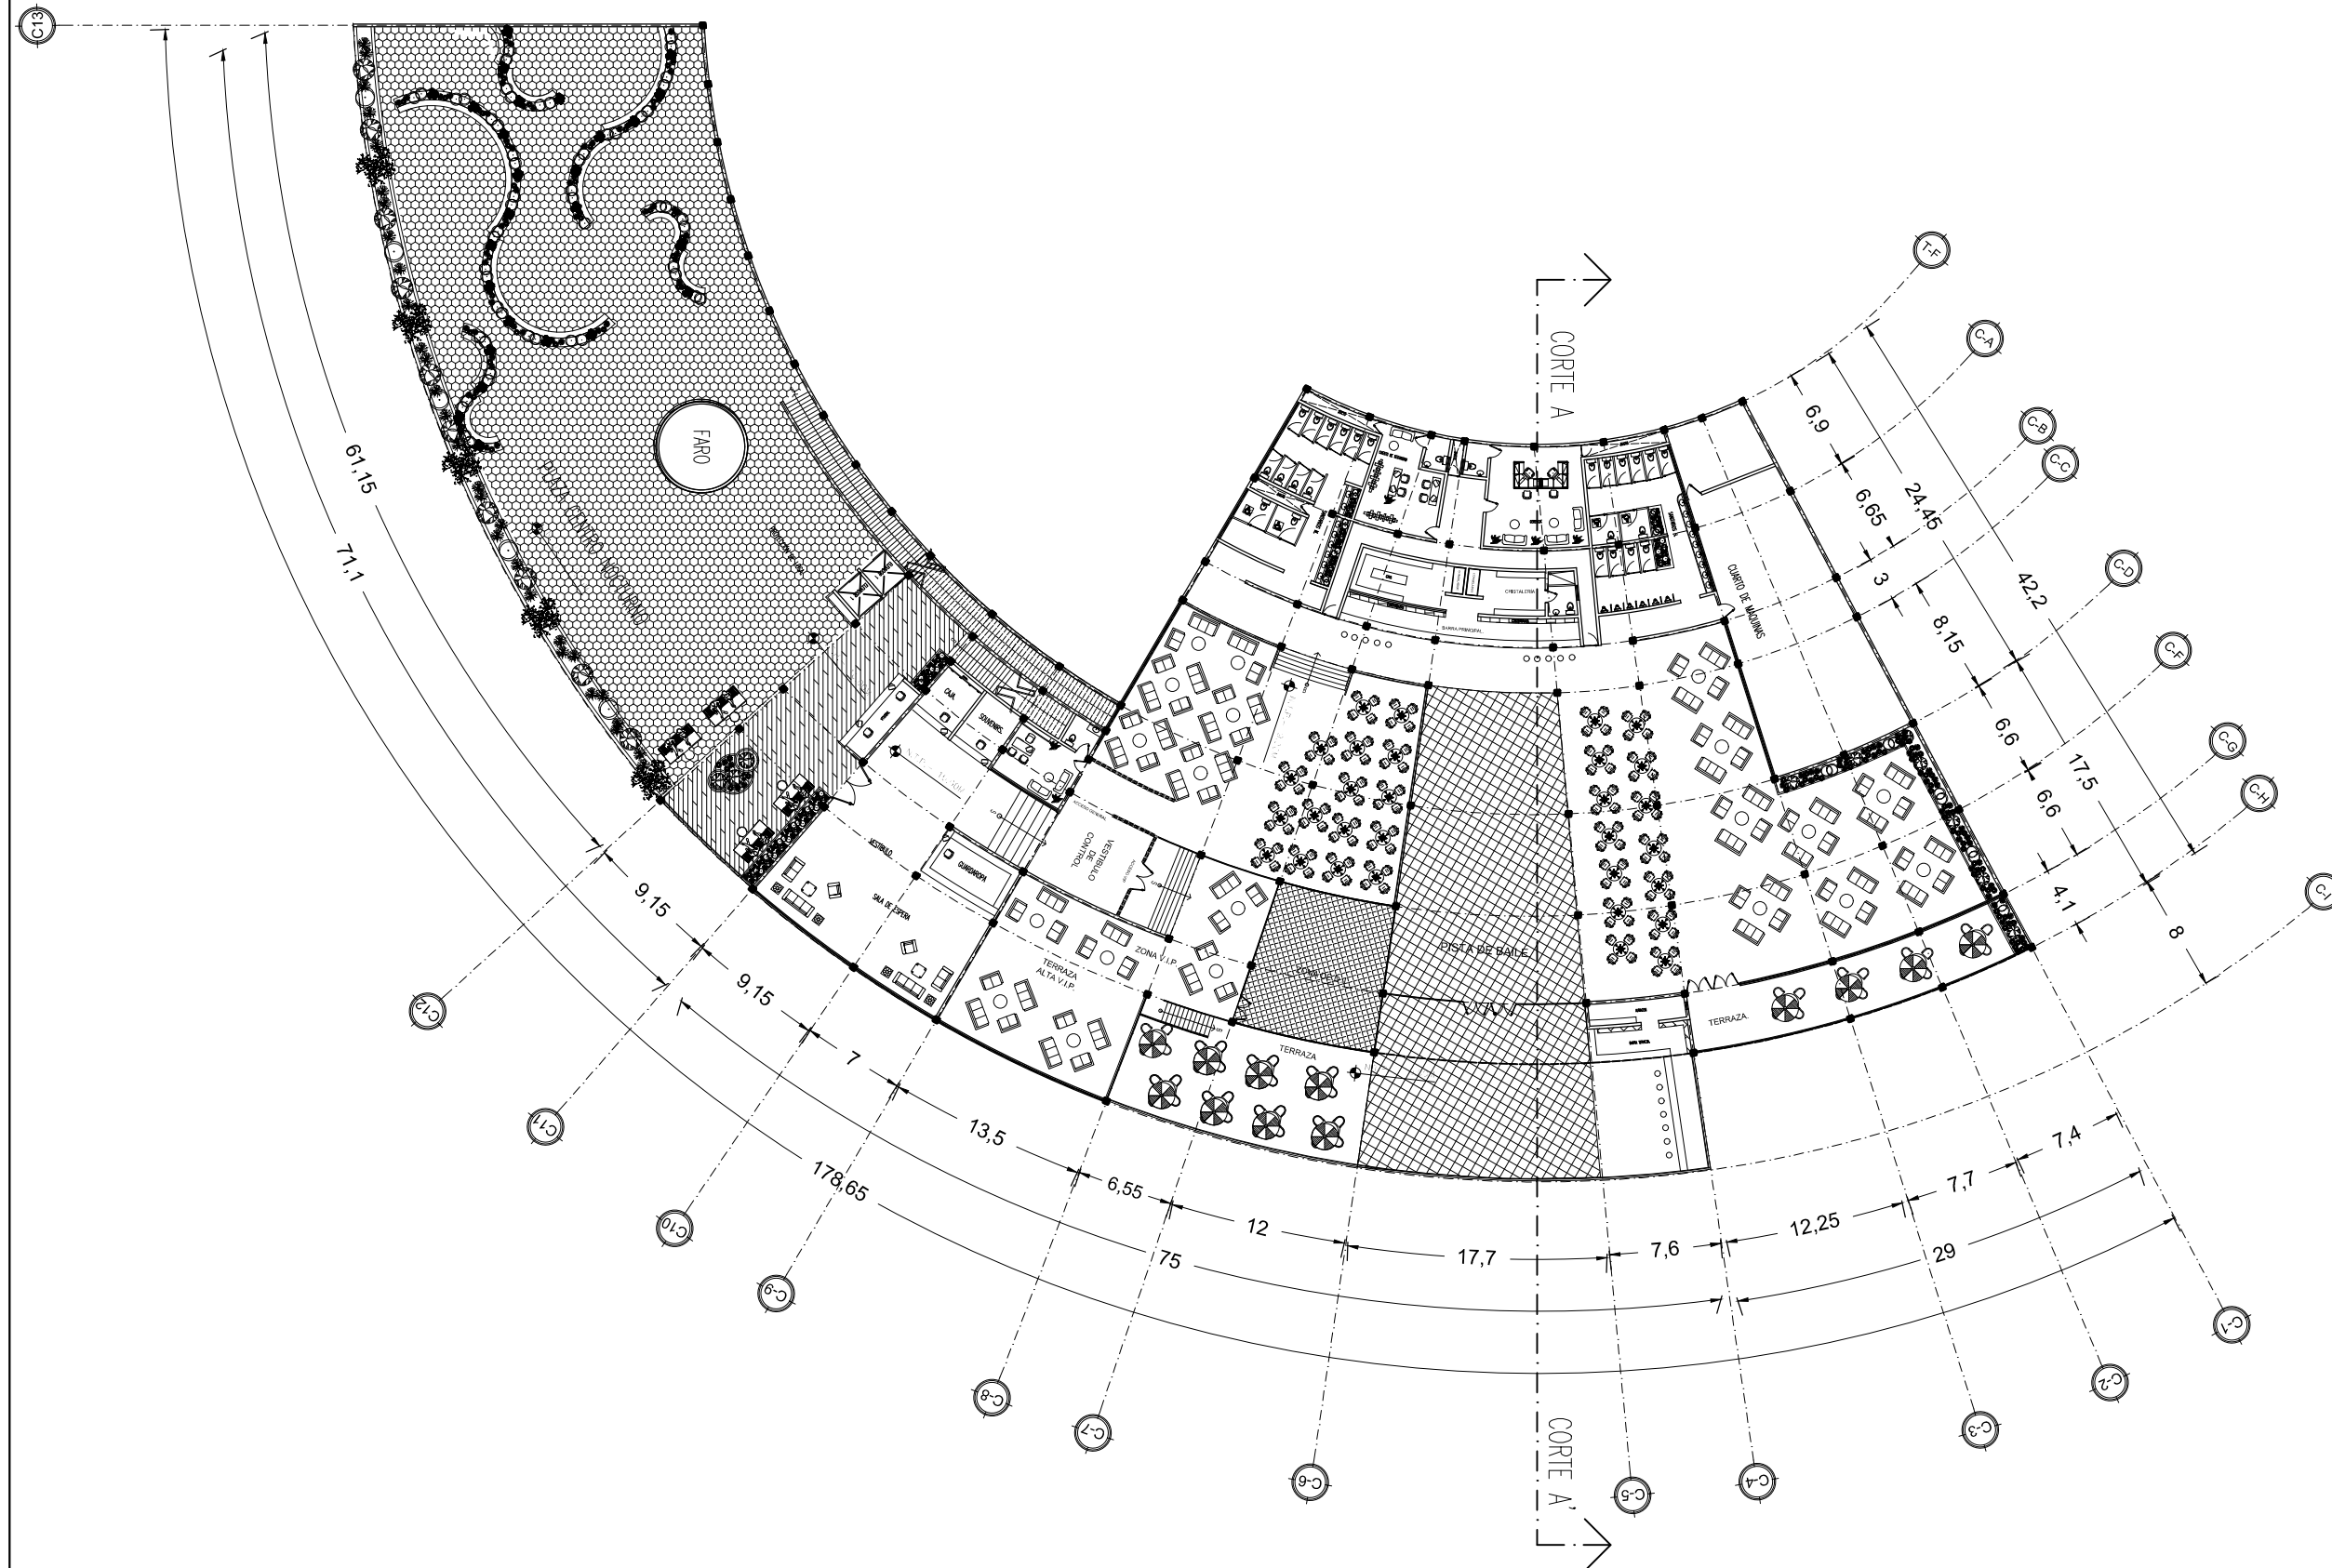 C13
T-F
C-A
C-B
C-C
C-D
C-F
C-G
C-H
C-I
CORTE A
6,9
6,65
3
8,15
6,6
6,6
4,1
24,45
17,5
42,2
8
61,15
71,1
FARO
PLAZA CENTRO NOCTURNO
PROYECCION DE LOSA
CUARTO DE MAQUINAS
CRISTALERIA
BARRA PRINCIPAL
CAJA
SOUVENIRS.
VESTIBULO
DE
CONTROL
VESTIBULO
GUARDAROPA
SALA DE ESPERA
ZONA V.I.P.
TERRAZA
ALTA V.I.P.
PISTA DE BAILE
TERRAZA
TERRAZA
9,15
9,15
7
13,5
6,55
12
17,7
7,6
12,25
7,7
7,4
178,65
75
29
C12
C11
C10
C-9
C-8
C-7
C-6
C-5
C-4
C-3
C-2
C-1
CORTE A'